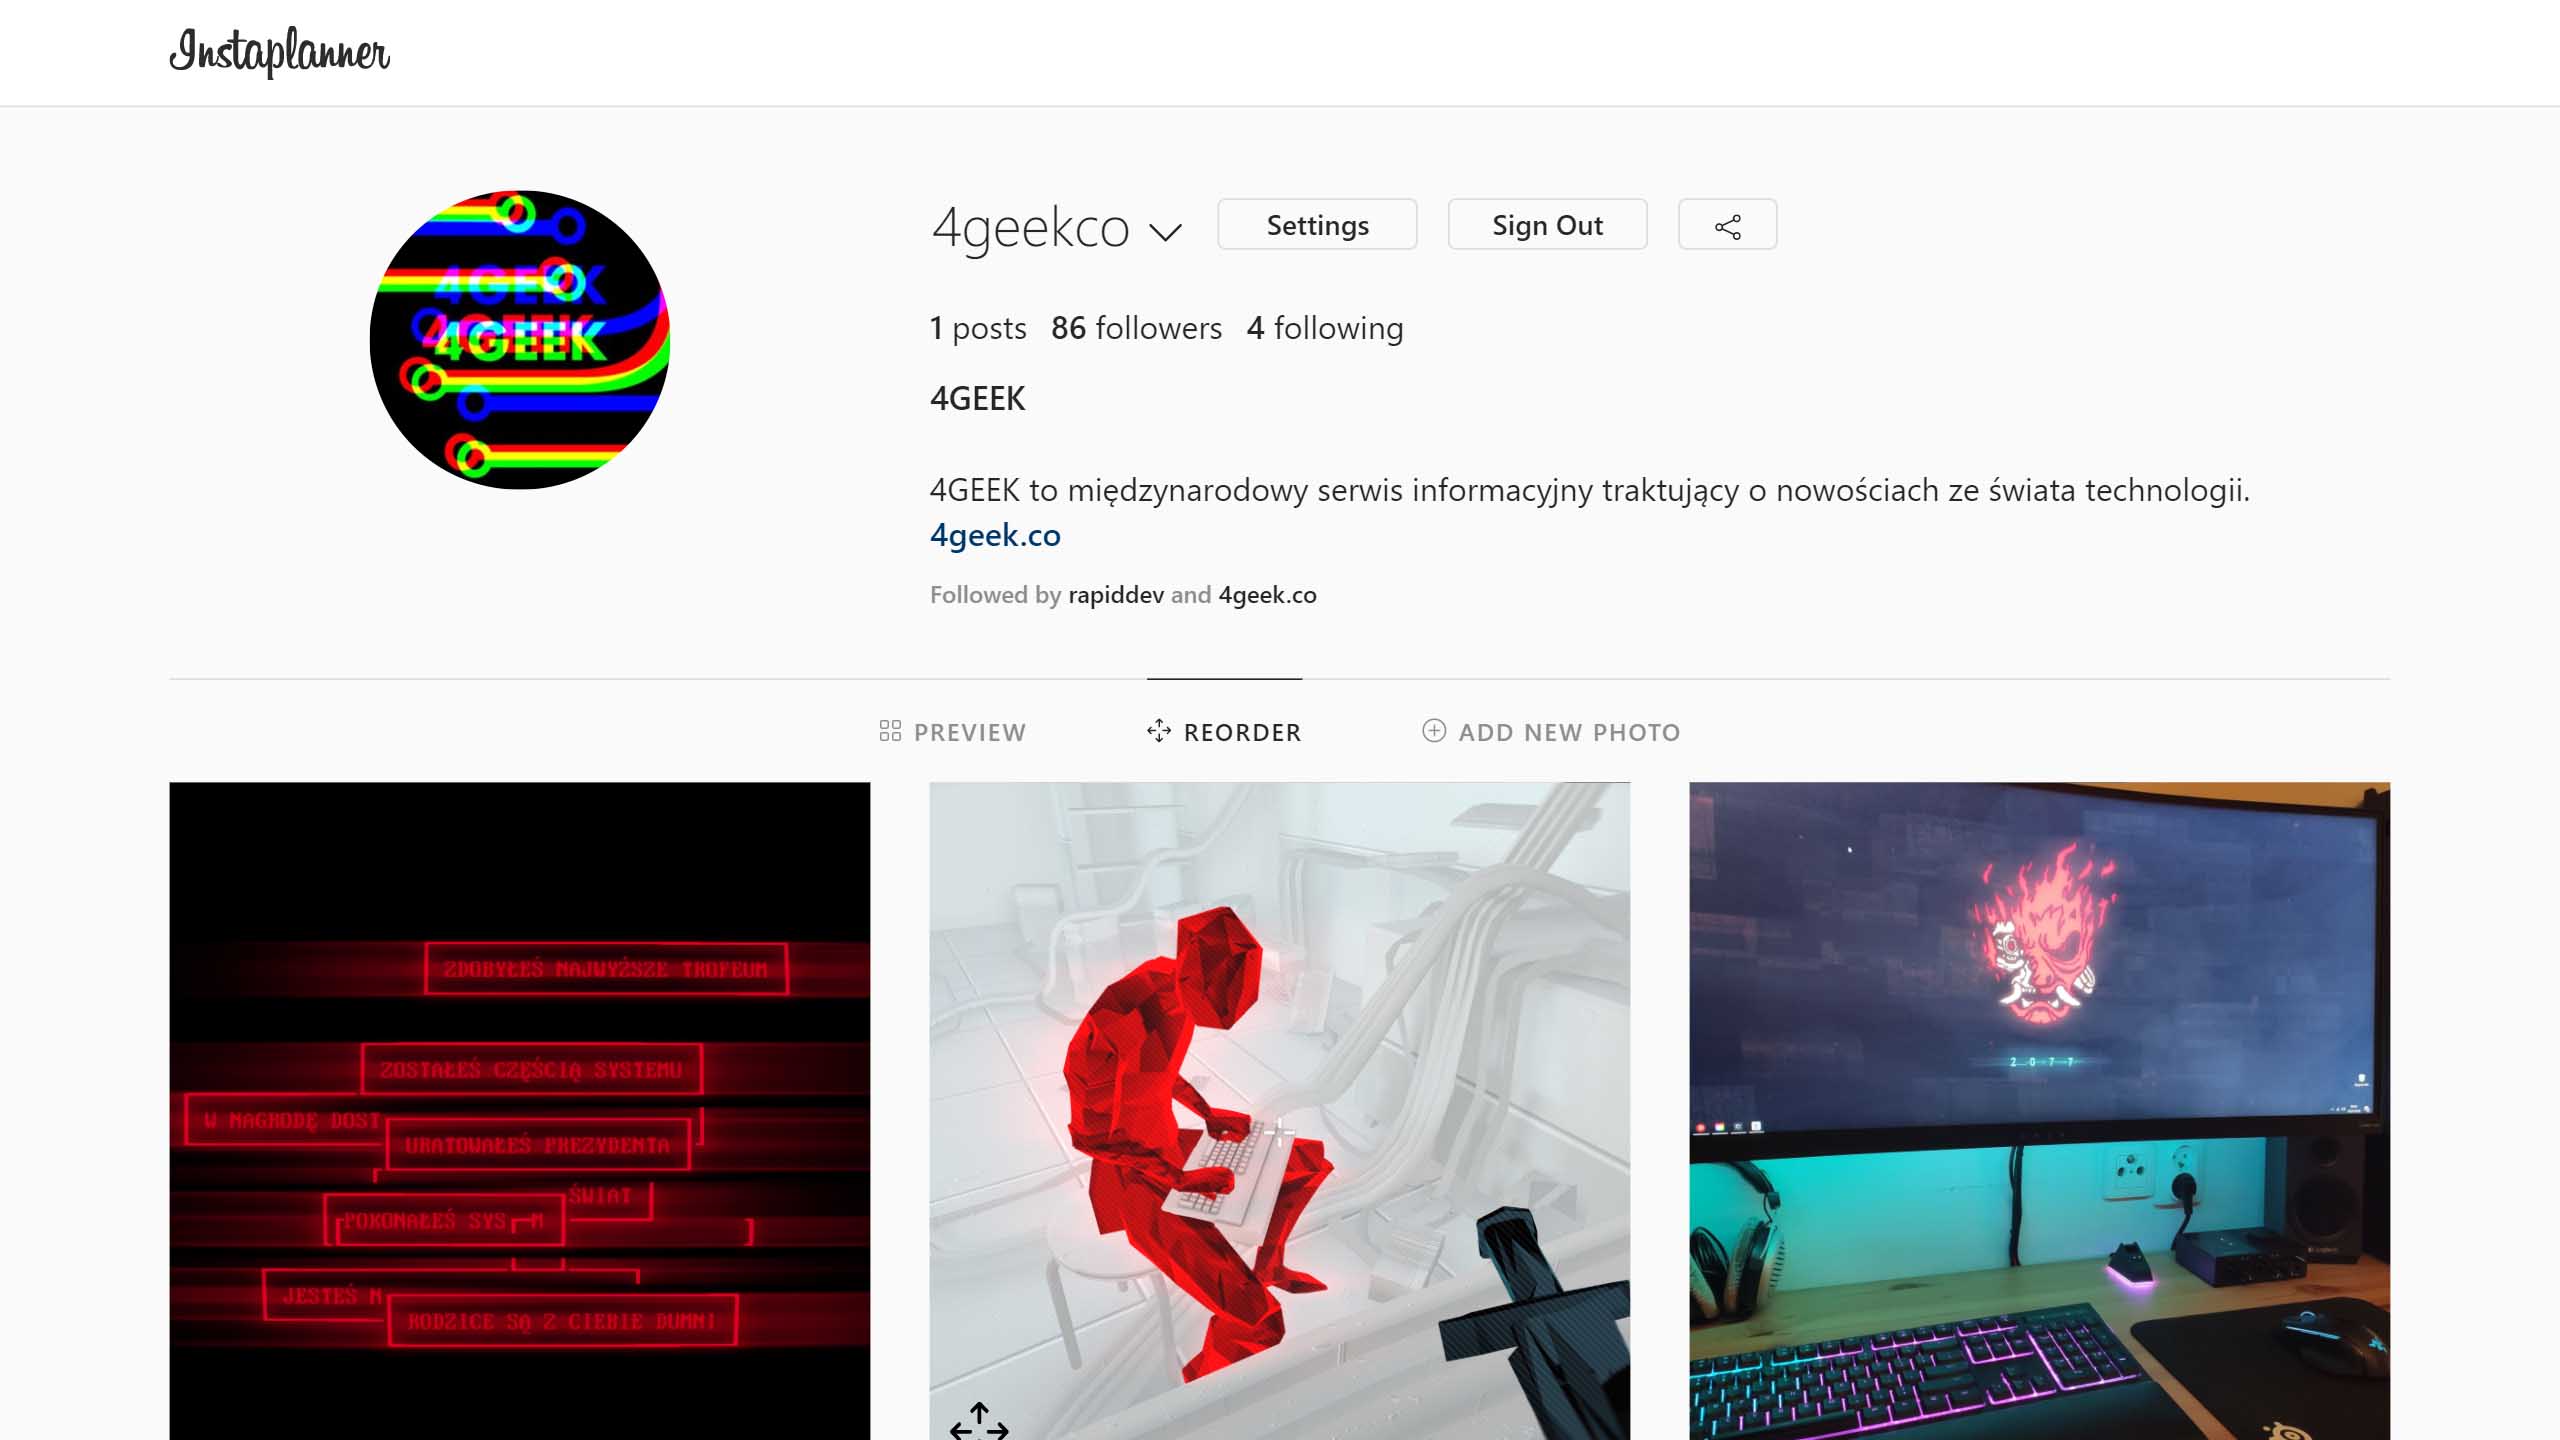 Instaplanner
4GEEK
4GEEK
4GEEK
4geekco
Settings
Sign Out
1 posts 86 followers 4 following
4GEEK
4GEEK to międzynarodowy serwis informacyjny traktujący o nowościach ze świata technologii.
4geek.co
Followed by rapiddev and 4geek.co
PREVIEW
REORDER
ADD NEW PHOTO
ZDOBYŁEŚ NAJWYŻSZE TROFEUM
ZOSTAŁEŚ CZĘŚCIĄ SYSTEMU
W NAGRODĘ DOST
URATOWAŁEŚ PREZYDENTA
ŚWIAT
POKONAŁEŚ SYS M
JESTEŚ M
RODZICE SĄ Z CIEBIE DUMNI
2077